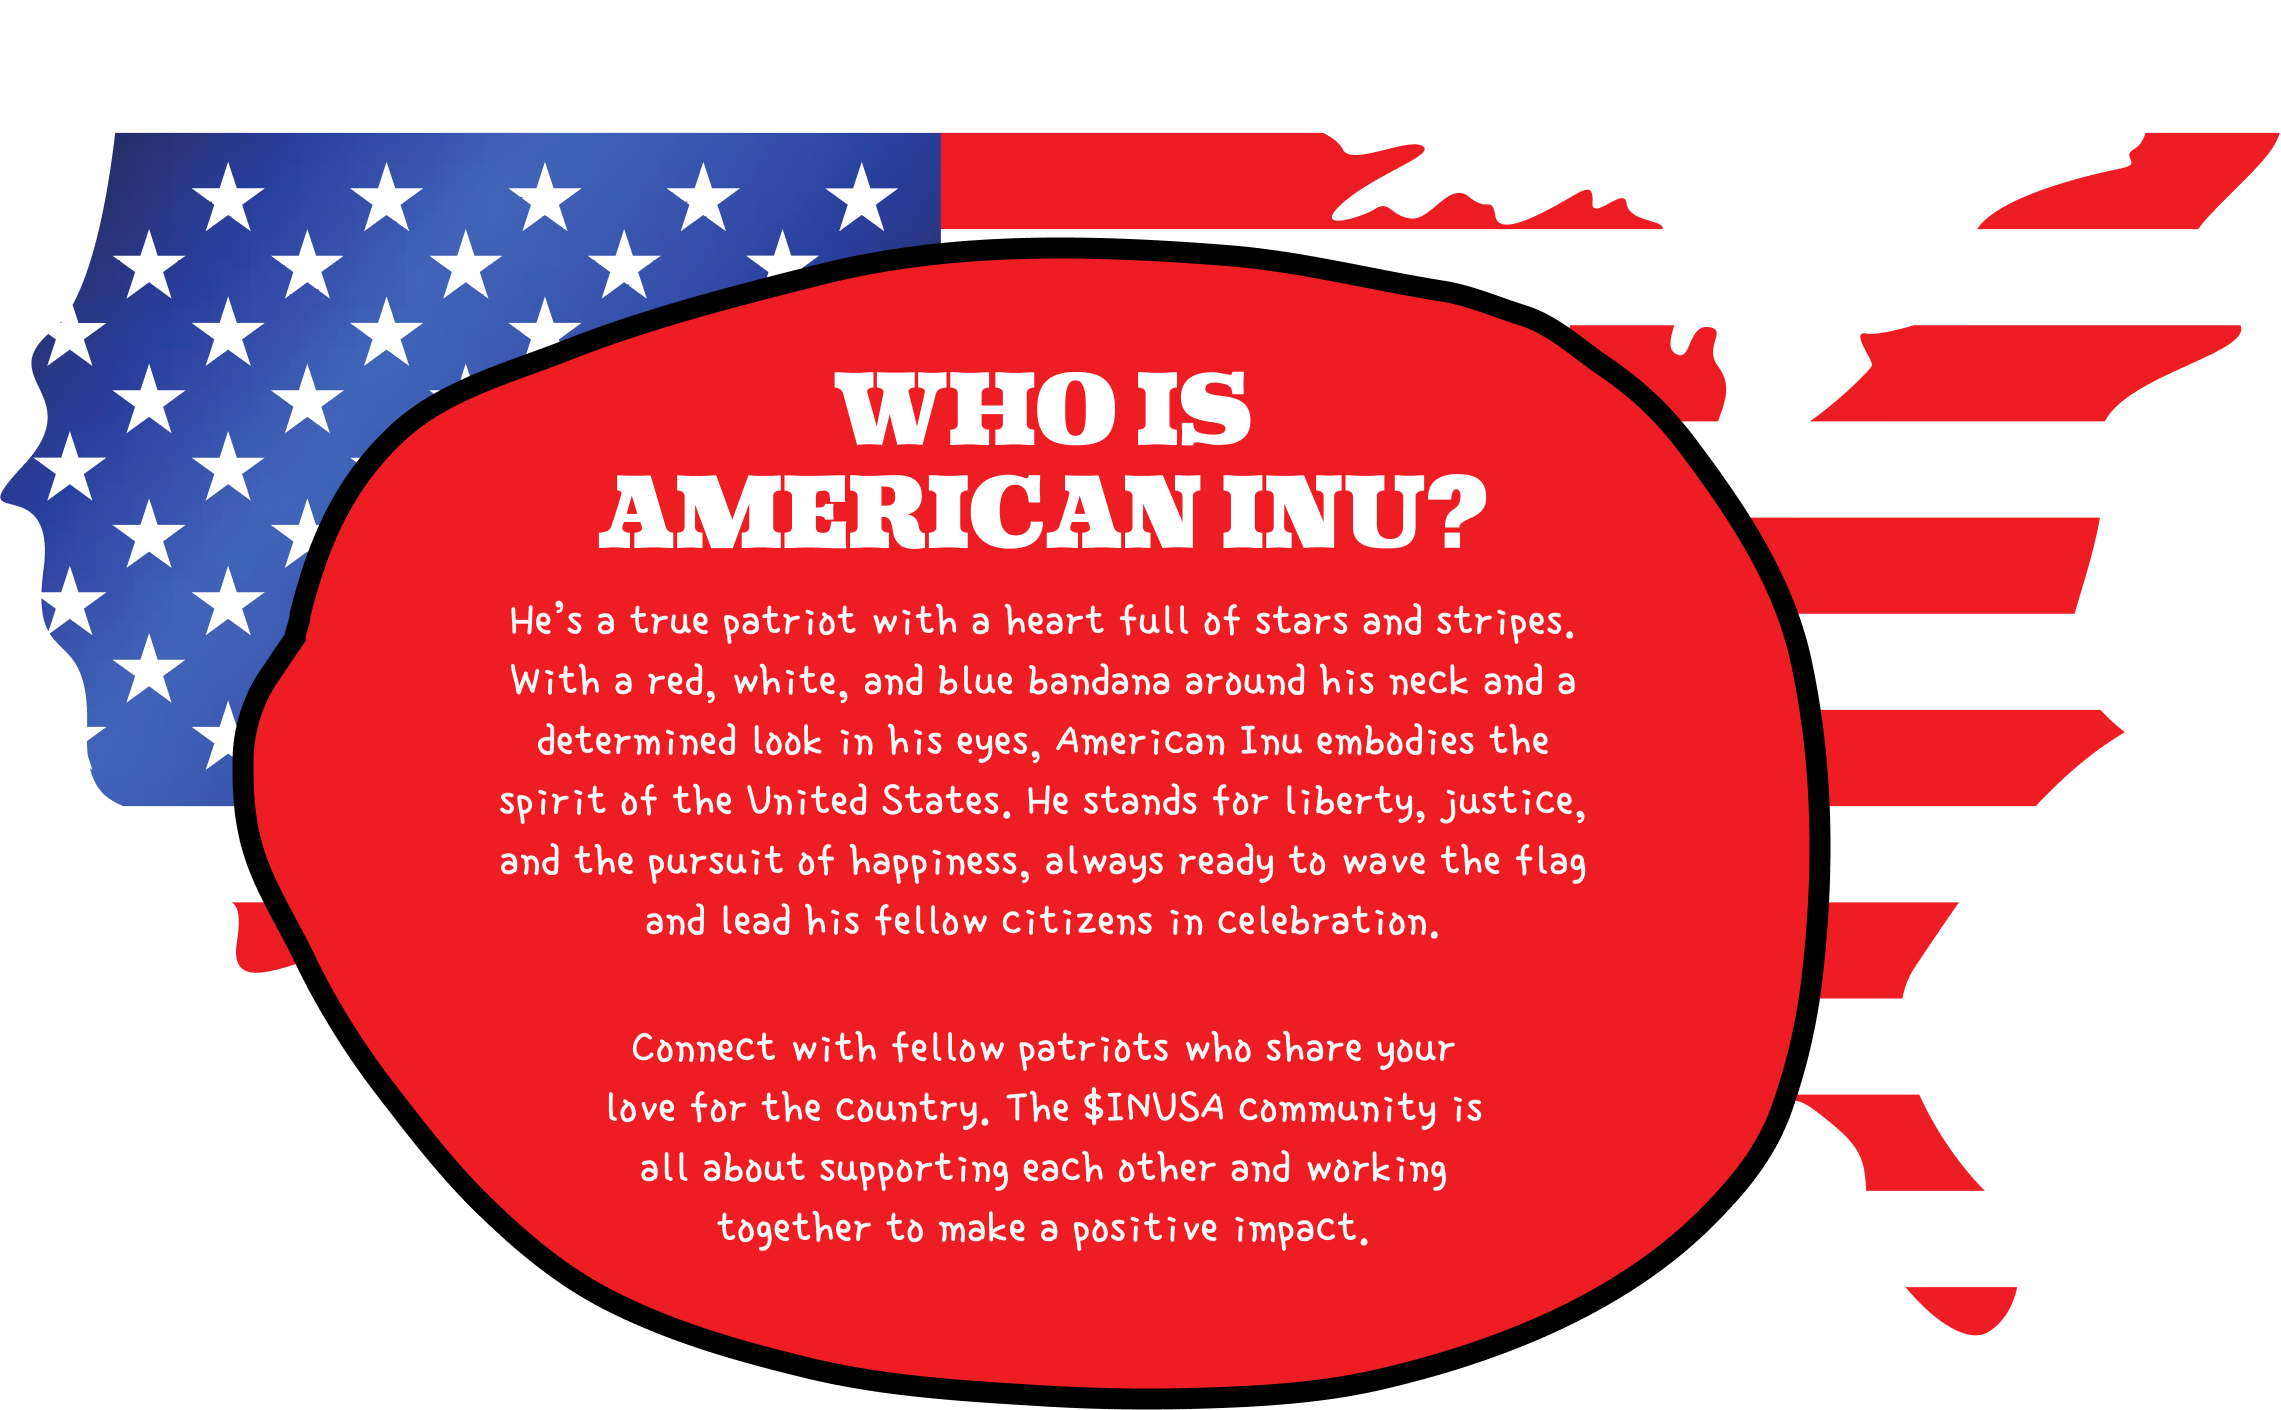 WHO IS
AMERICAN INU?
He's a true patriot with a heart full of stars and stripes.
With a red, white, and blue bandana around his neck and a
determined look in his eyes, American Inu embodies the
spirit of the United States. He stands for liberty, justice,
and the pursuit of happiness, always ready to wave the flag
and lead his fellow citizens in celebration.
Connect with fellow patriots who share your
love for the country. The $INUSA community is
all about supporting each other and working
together to make a positive impact.